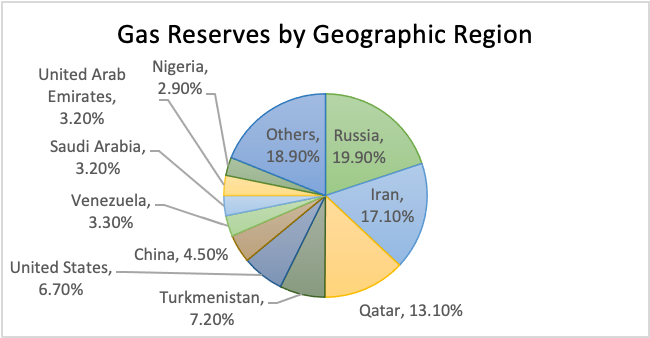 Gas Reserves by Geographic Region
Russia,
19.90%
Iran,
17.10%
Qatar, 13.10%
Turkmenistan,
7.20%
United States,
6.70%
China, 4.50%
Venezuela,
3.30%
Saudi Arabia,
3.20%
United Arab
Emirates,
3.20%
Nigeria,
2.90%
Others,
18.90%